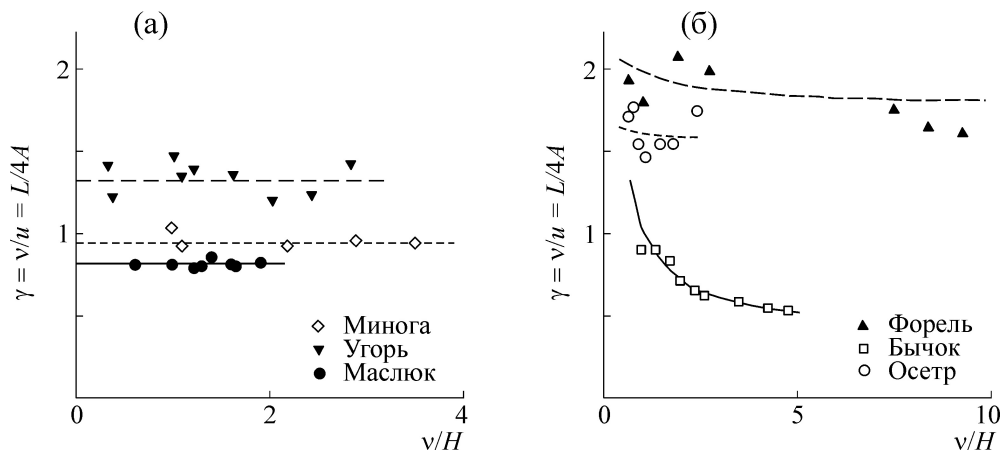 (а)
2
1
γ = ν/u = L/4A
Минога
Угорь
Маслюк
0
2
4
ν/H
(б)
2
1
γ = ν/u = L/4A
Форель
Бычок
Осетр
0
5
10
ν/H